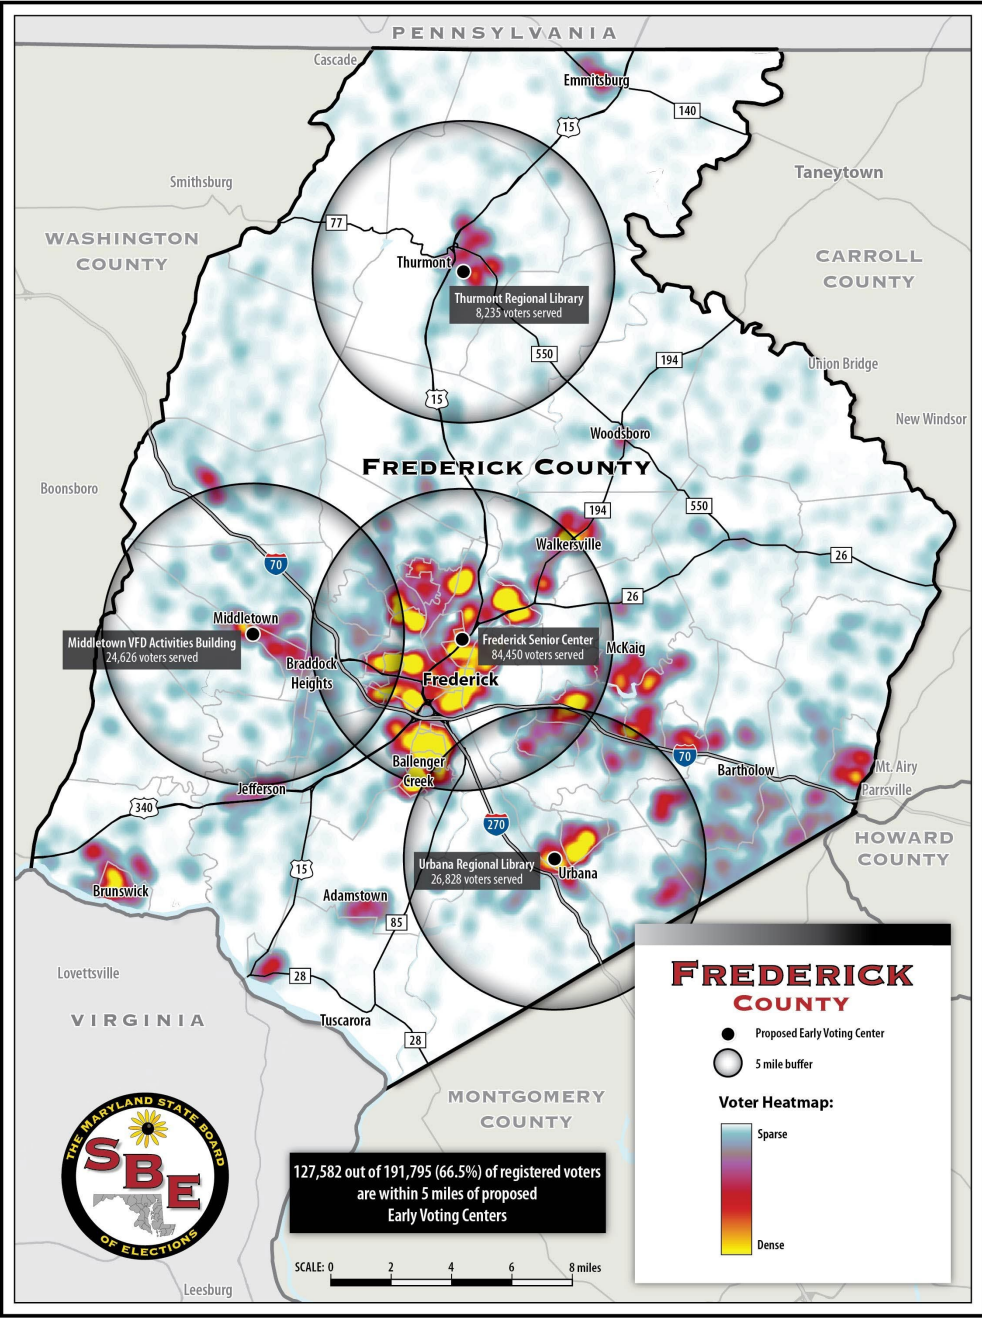 PENNSYLVANIA
Cascade
Emmitsburg
140
15
Taneytown
Smithsburg
77
WASHINGTON
COUNTY
CARROLL
COUNTY
Thurmont
Thurmont Regional Library
8,235 voters served
550
194
Union Bridge
15
New Windsor
Woodsboro
FREDERICK COUNTY
Boonsboro
194
550
Walkersville
26
70
26
Middletown
Middletown VFD Activities Building
24,626 voters served
Frederick Senior Center
84,450 voters served
McKaig
Braddock
Heights
Frederick
70
Ballenger
Creek
Bartholow
Mt. Airy
Parrsville
Jefferson
340
270
HOWARD
COUNTY
Urbana Regional Library
26,828 voters served
Urbana
15
Brunswick
Adamstown
85
Lovettsville
28
VIRGINIA
Tuscarora
28
MONTGOMERY
COUNTY
FREDERICK
COUNTY
Proposed Early Voting Center
5 mile buffer
Voter Heatmap:
Sparse
Dense
THE MARYLAND STATE BOARD
SBE
OF ELECTIONS
127,582 out of 191,795 (66.5%) of registered voters
are within 5 miles of proposed
Early Voting Centers
SCALE: 0 2 4 6 8 miles
Leesburg